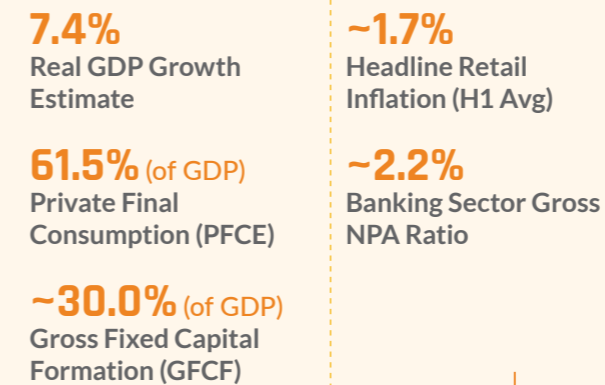 7.4%
Real GDP Growth
Estimate
61.5% (of GDP)
Private Final
Consumption (PFCE)
~30.0% (of GDP)
Gross Fixed Capital
Formation (GFCF)
~1.7%
Headline Retail
Inflation (H1 Avg)
~2.2%
Banking Sector Gross
NPA Ratio